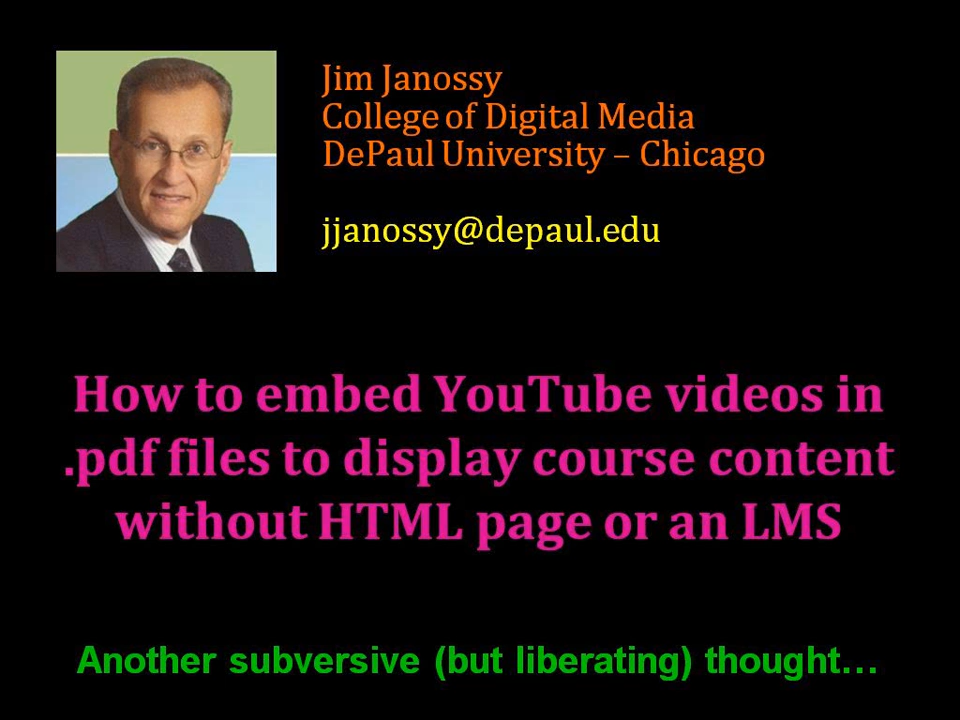 Jim Janossy
College of Digital Media
DePaul University – Chicago
jjanossy@depaul.edu
How to embed YouTube videos in
.pdf files to display course content
without HTML page or an LMS
Another subversive (but liberating) thought…